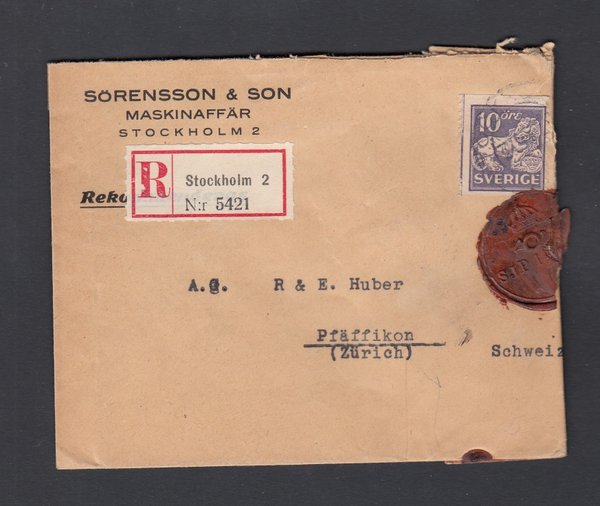 SÖRENSSON & SON
MASKINAFFÄR
STOCKHOLM 2
10 öre
SVERIGE
R
Stockholm 2
N:r 5421
Reko
A.G. R & E. Huber
Pfäffikon
(Zürich) Schweiz